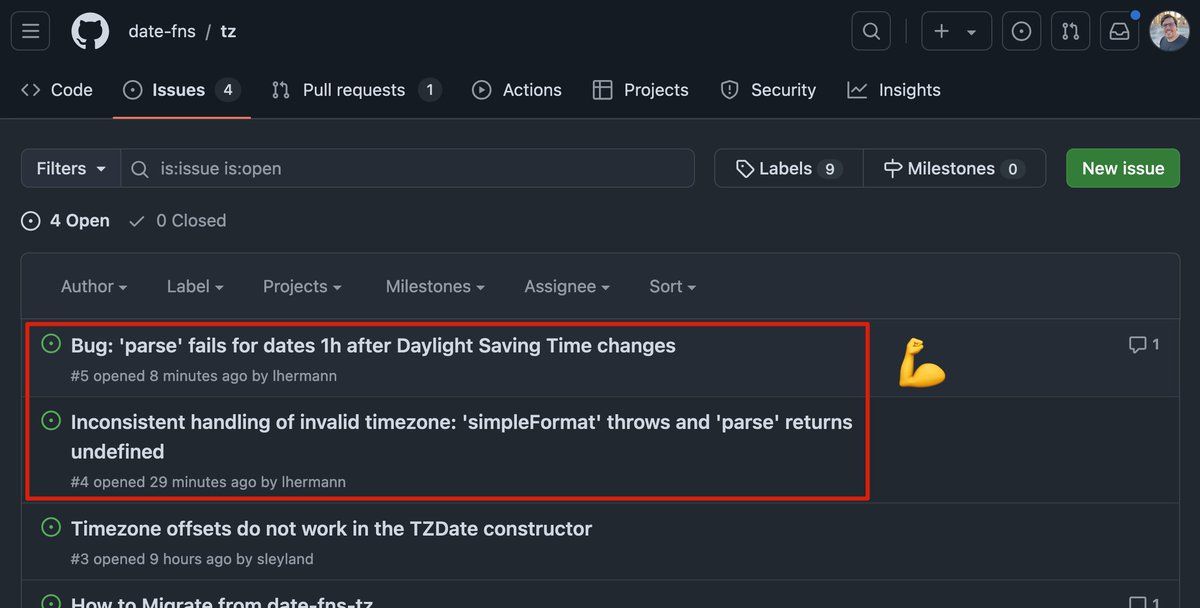 date-fns / tz
Code Issues 4 Pull requests 1 Actions Projects Security Insights
Filters is:issue is:open Labels 9 Milestones 0 New issue
4 Open 0 Closed
Author Label Projects Milestones Assignee Sort
Bug: 'parse' fails for dates 1h after Daylight Saving Time changes 1
#5 opened 8 minutes ago by lhermann
Inconsistent handling of invalid timezone: 'simpleFormat' throws and 'parse' returns
undefined
#4 opened 29 minutes ago by lhermann
Timezone offsets do not work in the TZDate constructor
#3 opened 9 hours ago by sleyland
How to Migrate from date-fns-tz 1